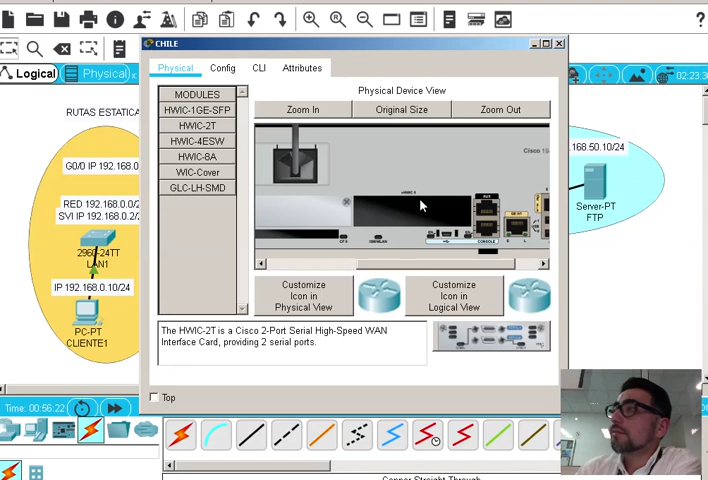 CHILE
Logical
Physical
02:23:3
RUTAS ESTATICA
G0/0 IP 192.168.0
RED 192.168.0.0/2
SVI IP 192.168.0.2/
2960-24TT
LAN1
IP 192.168.0.10/24
PC-PT
CLIENTE1
Physical
Config
CLI
Attributes
MODULES
HWIC-1GE-SFP
HWIC-2T
HWIC-4ESW
HWIC-8A
WIC-Cover
GLC-LH-SMD
Physical Device View
Zoom In
Original Size
Zoom Out
AUX
CONSOLE
Customize
Icon in
Physical View
Customize
Icon in
Logical View
The HWIC-2T is a Cisco 2-Port Serial High-Speed WAN
Interface Card, providing 2 serial ports.
Top
.168.50.10/24
Server-PT
FTP
Time: 00:56:22
Copper Straight-Through